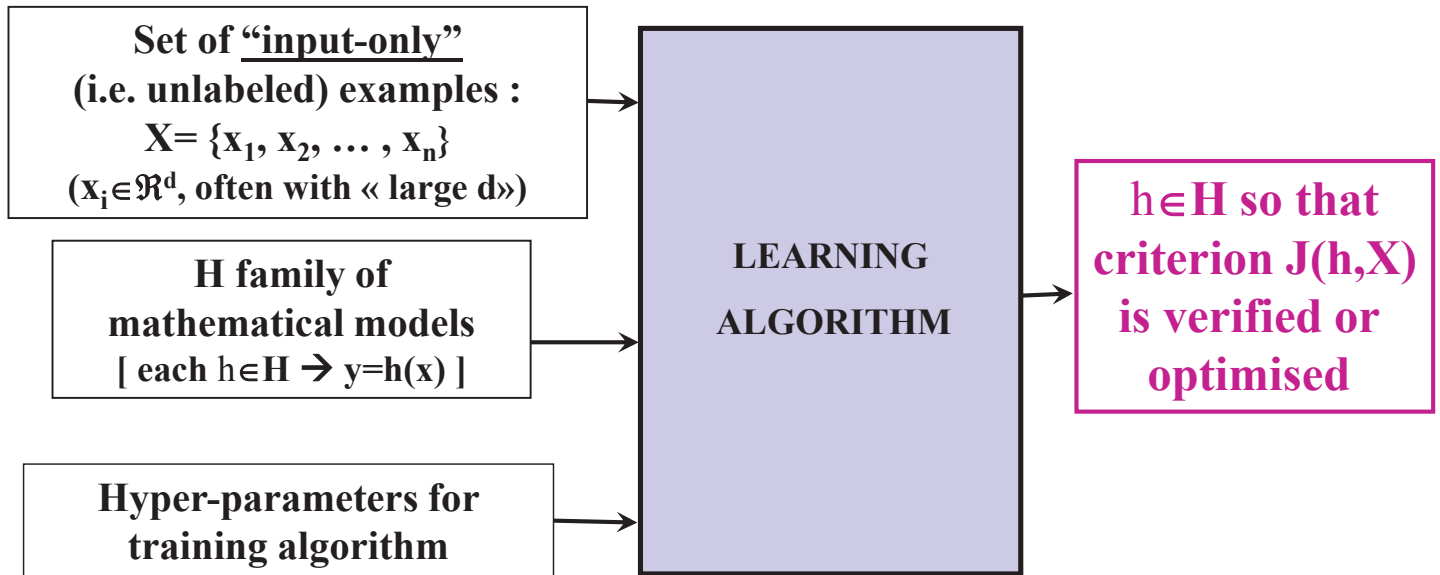 Set of “input-only”
(i.e. unlabeled) examples :
X= {x₁, x₂, … , xₙ}
(xᵢ∈ℜᵈ, often with « large d»)
H family of
mathematical models
[ each h∈H ➔ y=h(x) ]
Hyper-parameters for
training algorithm
LEARNING
ALGORITHM
h∈H so that
criterion J(h,X)
is verified or
optimised